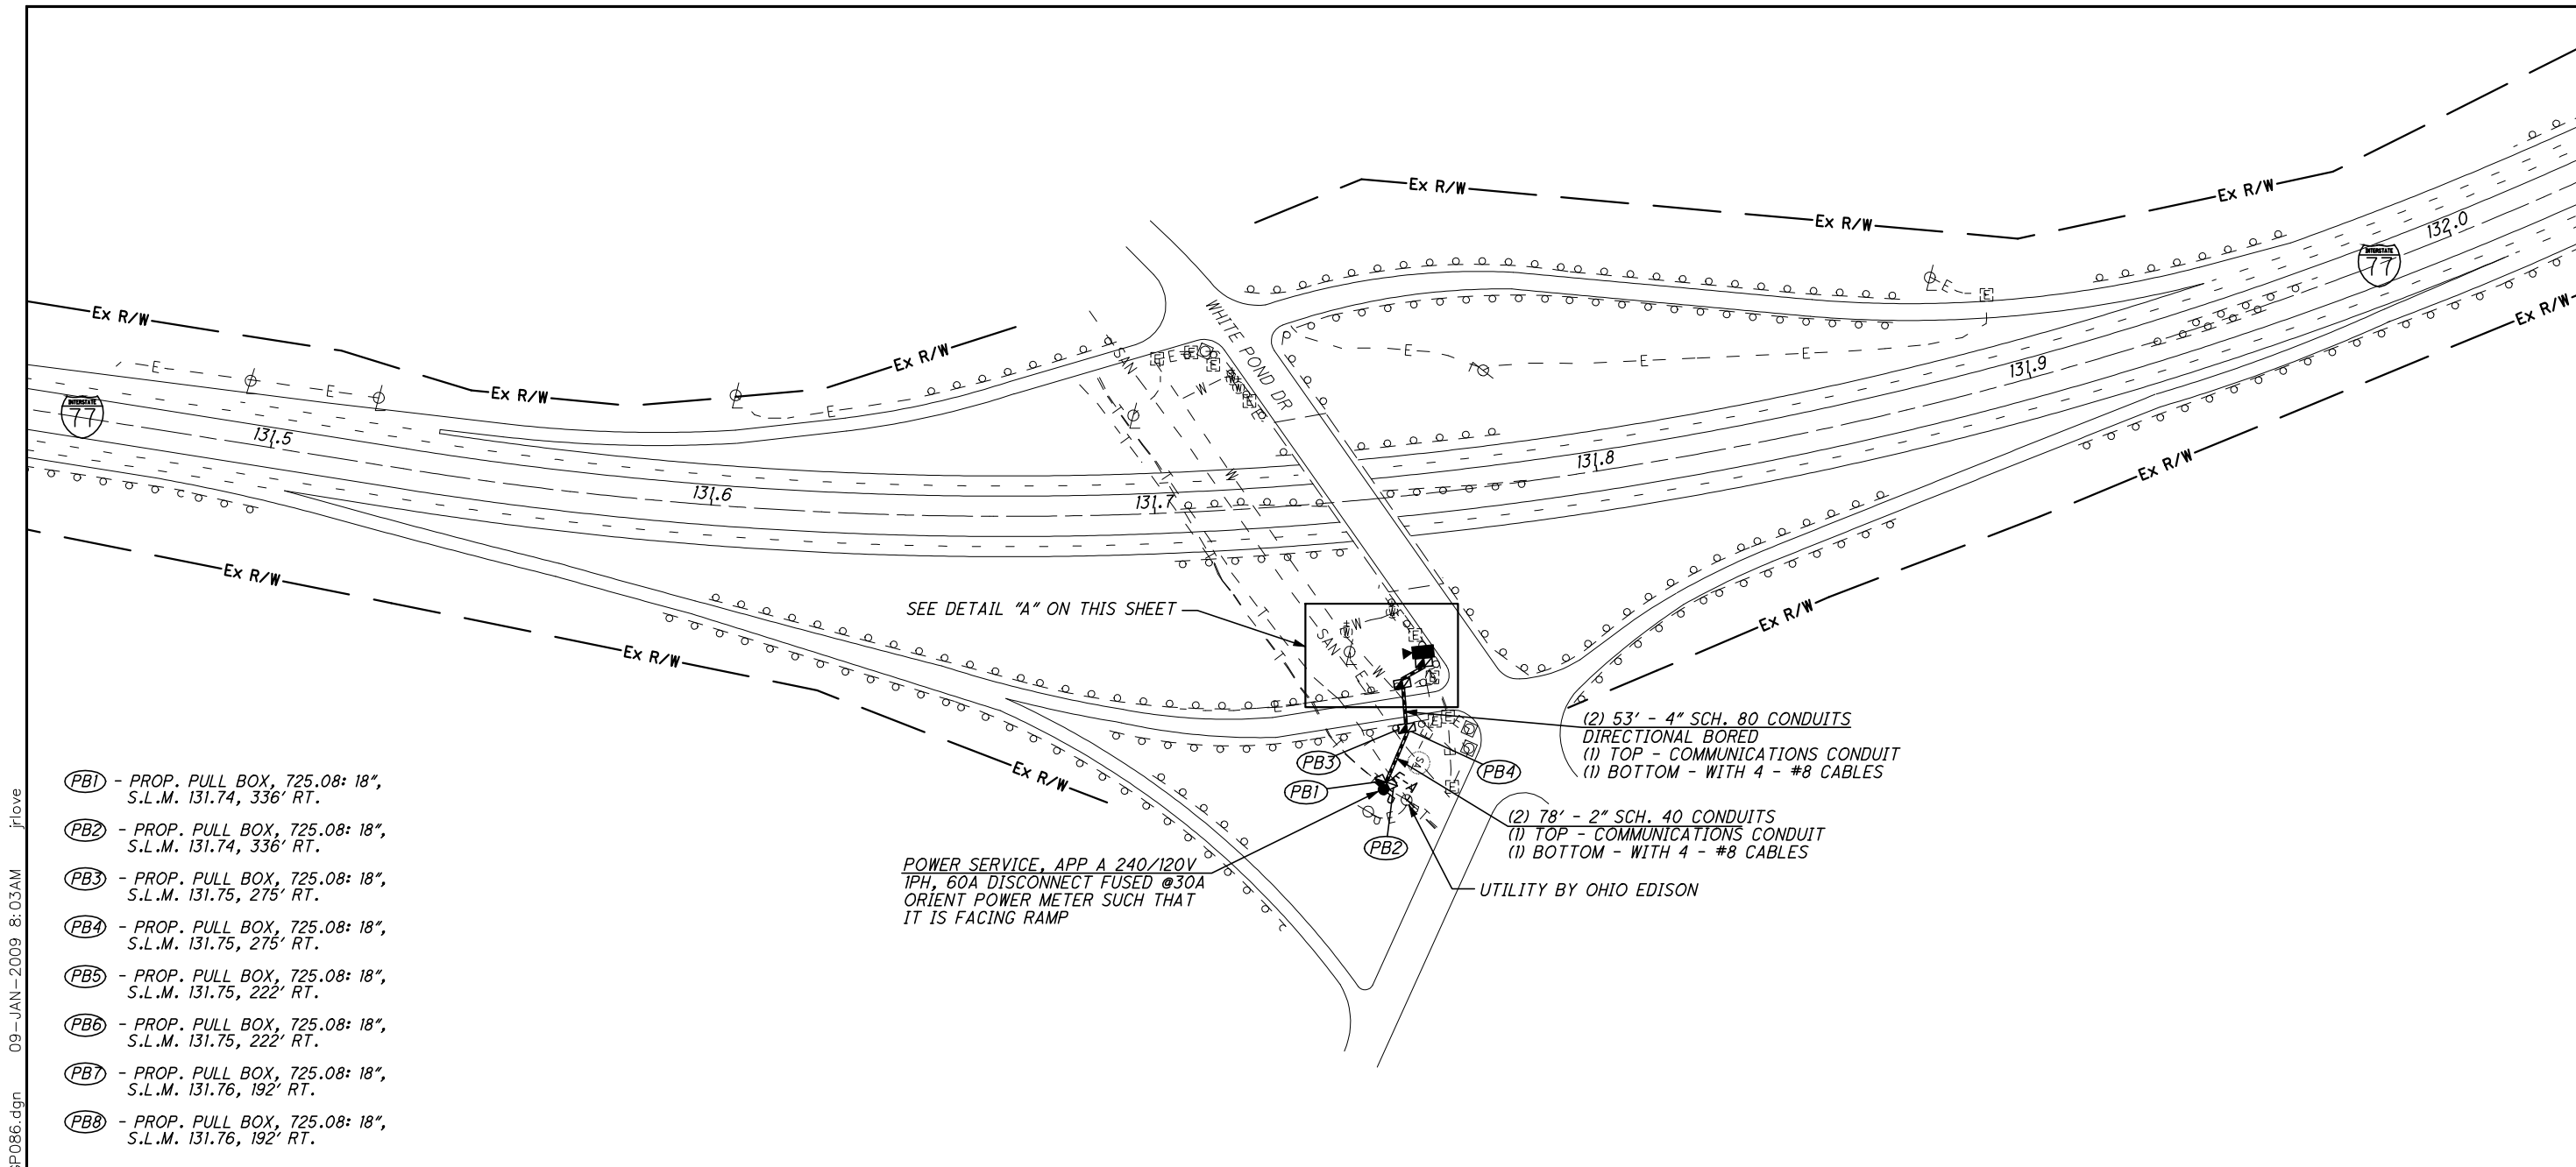 Ex R/W
Ex R/W
Ex R/W
132.0
INTERSTATE
77
Ex R/W
Ex R/W
Ex R/W
Ex R/W
WHITE POND DR
SAN
INTERSTATE
77
131.5
131.6
131.7
131.8
131.9
Ex R/W
Ex R/W
Ex R/W
Ex R/W
Ex R/W
Ex R/W
SEE DETAIL "A" ON THIS SHEET
SAN
(2) 53' - 4" SCH. 80 CONDUITS
DIRECTIONAL BORED
(1) TOP - COMMUNICATIONS CONDUIT
(1) BOTTOM - WITH 4 - #8 CABLES
PB3
PB4
PB1
PB2
(2) 78' - 2" SCH. 40 CONDUITS
(1) TOP - COMMUNICATIONS CONDUIT
(1) BOTTOM - WITH 4 - #8 CABLES
POWER SERVICE, APP A 240/120V
1PH, 60A DISCONNECT FUSED @30A
ORIENT POWER METER SUCH THAT
IT IS FACING RAMP
UTILITY BY OHIO EDISON
PB1 - PROP. PULL BOX, 725.08: 18",
S.L.M. 131.74, 336' RT.
PB2 - PROP. PULL BOX, 725.08: 18",
S.L.M. 131.74, 336' RT.
PB3 - PROP. PULL BOX, 725.08: 18",
S.L.M. 131.75, 275' RT.
PB4 - PROP. PULL BOX, 725.08: 18",
S.L.M. 131.75, 275' RT.
PB5 - PROP. PULL BOX, 725.08: 18",
S.L.M. 131.75, 222' RT.
PB6 - PROP. PULL BOX, 725.08: 18",
S.L.M. 131.75, 222' RT.
PB7 - PROP. PULL BOX, 725.08: 18",
S.L.M. 131.76, 192' RT.
PB8 - PROP. PULL BOX, 725.08: 18",
S.L.M. 131.76, 192' RT.
SP086.dgn 09-JAN-2009 8:03AM jrlove